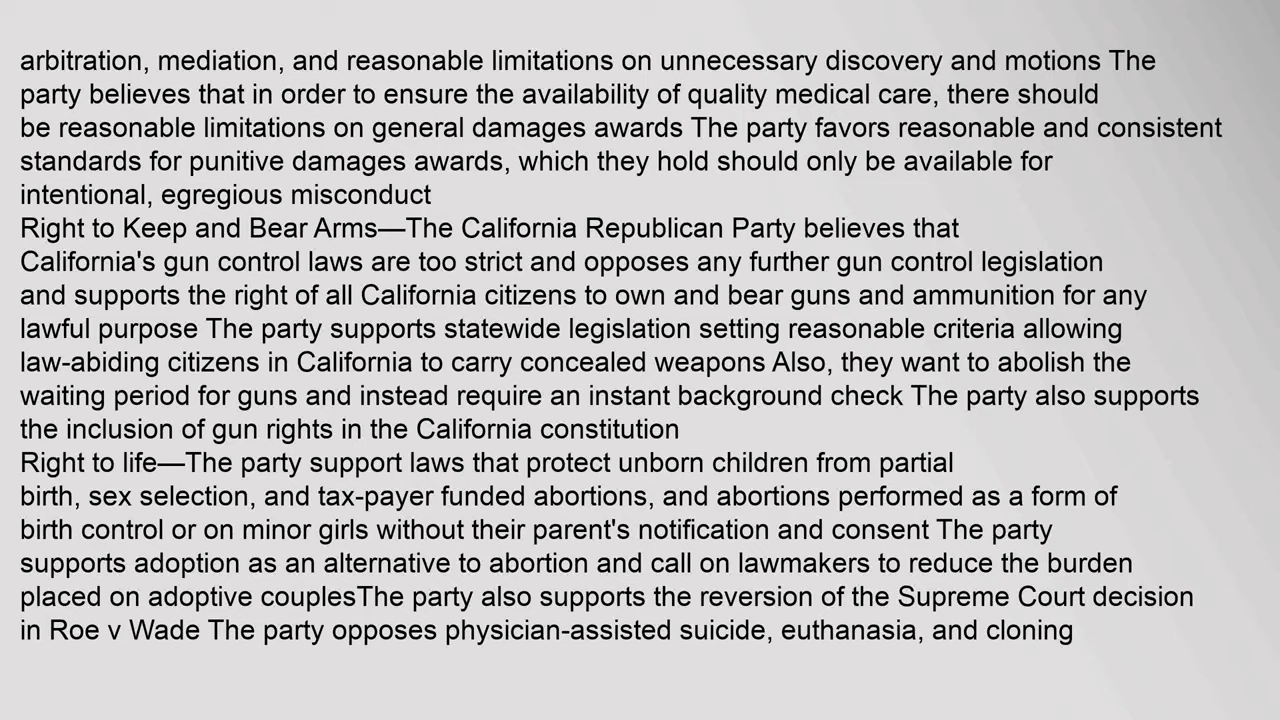 arbitration, mediation, and reasonable limitations on unnecessary discovery and motions The
party believes that in order to ensure the availability of quality medical care, there should
be reasonable limitations on general damages awards The party favors reasonable and consistent
standards for punitive damages awards, which they hold should only be available for
intentional, egregious misconduct
Right to Keep and Bear Arms—The California Republican Party believes that
California's gun control laws are too strict and opposes any further gun control legislation
and supports the right of all California citizens to own and bear guns and ammunition for any
lawful purpose The party supports statewide legislation setting reasonable criteria allowing
law-abiding citizens in California to carry concealed weapons Also, they want to abolish the
waiting period for guns and instead require an instant background check The party also supports
the inclusion of gun rights in the California constitution
Right to life—The party support laws that protect unborn children from partial
birth, sex selection, and tax-payer funded abortions, and abortions performed as a form of
birth control or on minor girls without their parent's notification and consent The party
supports adoption as an alternative to abortion and call on lawmakers to reduce the burden
placed on adoptive couplesThe party also supports the reversion of the Supreme Court decision
in Roe v Wade The party opposes physician-assisted suicide, euthanasia, and cloning